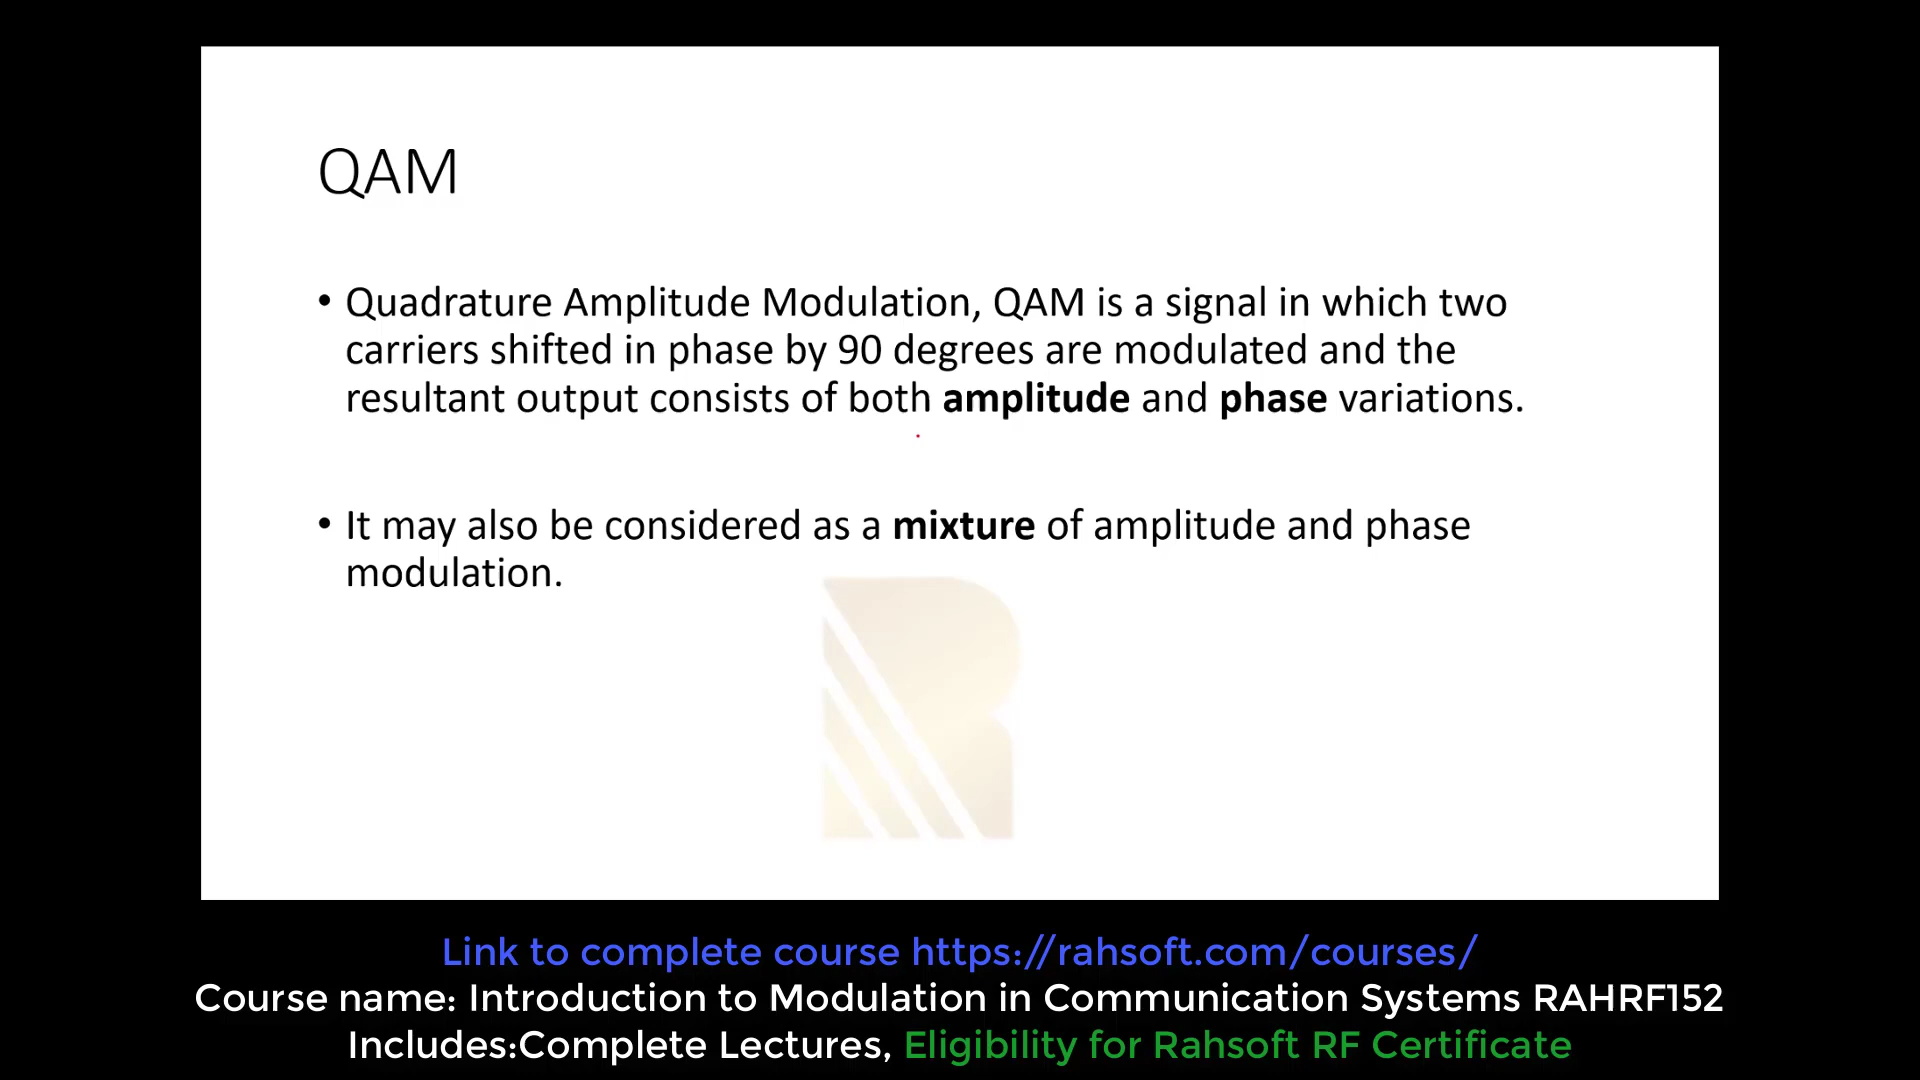 QAM
• Quadrature Amplitude Modulation, QAM is a signal in which two
carriers shifted in phase by 90 degrees are modulated and the
resultant output consists of both amplitude and phase variations.
• It may also be considered as a mixture of amplitude and phase
modulation.
Link to complete course https://rahsoft.com/courses/
Course name: Introduction to Modulation in Communication Systems RAHRF152
Includes:Complete Lectures, Eligibility for Rahsoft RF Certificate